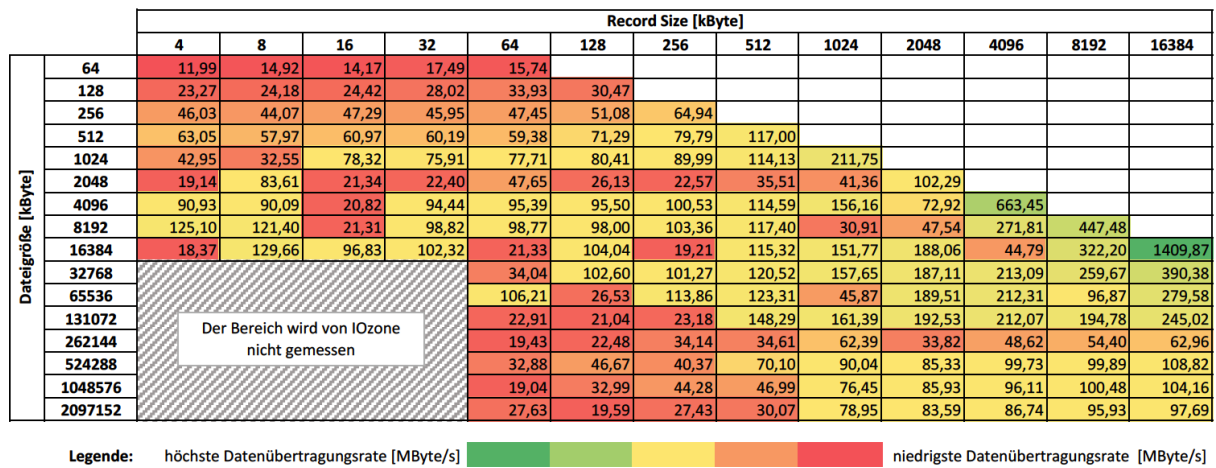 Record Size [kByte]
4 8 16 32 64 128 256 512 1024 2048 4096 8192 16384
Dateigröße [kByte]
64 11,99 14,92 14,17 17,49 15,74
128 23,27 24,18 24,42 28,02 33,93 30,47
256 46,03 44,07 47,29 45,95 47,45 51,08 64,94
512 63,05 57,97 60,97 60,19 59,38 71,29 79,79 117,00
1024 42,95 32,55 78,32 75,91 77,71 80,41 89,99 114,13 211,75
2048 19,14 83,61 21,34 22,40 47,65 26,13 22,57 35,51 41,36 102,29
4096 90,93 90,09 20,82 94,44 95,39 95,50 100,53 114,59 156,16 72,92 663,45
8192 125,10 121,40 21,31 98,82 98,77 98,00 103,36 117,40 30,91 47,54 271,81 447,48
16384 18,37 129,66 96,83 102,32 21,33 104,04 19,21 115,32 151,77 188,06 44,79 322,20 1409,87
32768 34,04 102,60 101,27 120,52 157,65 187,11 213,09 259,67 390,38
65536 106,21 26,53 113,86 123,31 45,87 189,51 212,31 96,87 279,58
131072 22,91 21,04 23,18 148,29 161,39 192,53 212,07 194,78 245,02
262144 19,43 22,48 34,14 34,61 62,39 33,82 48,62 54,40 62,96
524288 32,88 46,67 40,37 70,10 90,04 85,33 99,73 99,89 108,82
1048576 19,04 32,99 44,28 46,99 76,45 85,93 96,11 100,48 104,16
2097152 27,63 19,59 27,43 30,07 78,95 83,59 86,74 95,93 97,69
Der Bereich wird von IOzone
nicht gemessen
Legende: höchste Datenübertragungsrate [MByte/s] niedrigste Datenübertragungsrate [MByte/s]